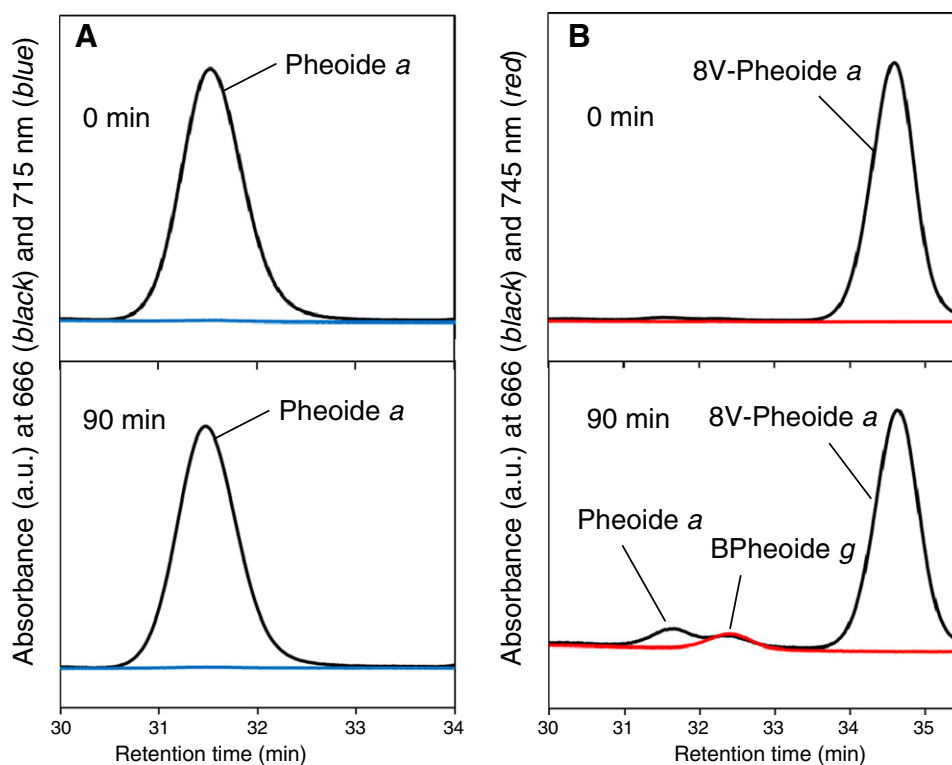 A
Absorbance (a.u.) at 666 (black) and 715 nm (blue)
0 min
Pheoide a
90 min
Pheoide a
30 31 32 33 34
Retention time (min)
B
Absorbance (a.u.) at 666 (black) and 745 nm (red)
0 min
8V-Pheoide a
90 min
8V-Pheoide a
Pheoide a
BPheoide g
30 31 32 33 34 35
Retention time (min)